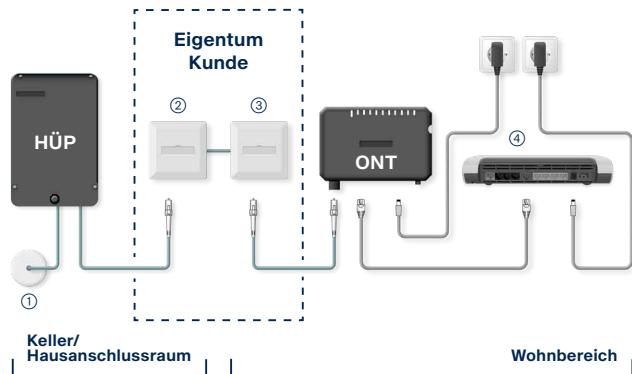 Eigentum
Kunde
②
③
④
HÜP
ONT
①
Keller/
Hausanschlussraum
Wohnbereich